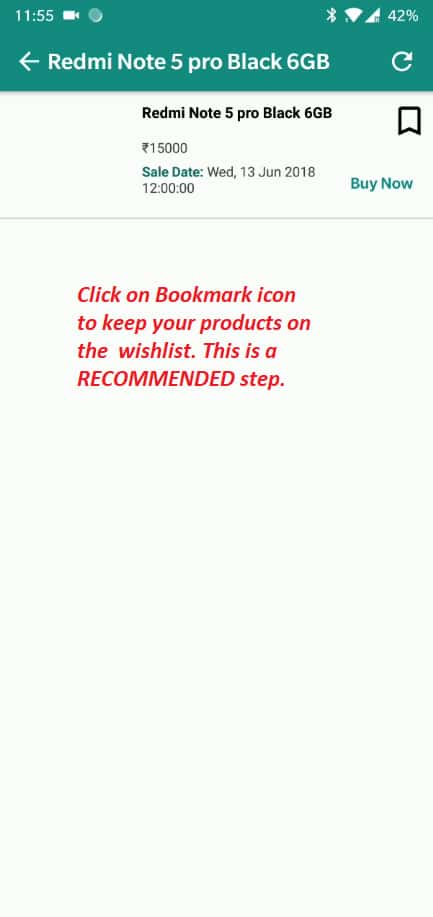 11:55 42%
Redmi Note 5 pro Black 6GB
Redmi Note 5 pro Black 6GB
₹15000
Sale Date: Wed, 13 Jun 2018
12:00:00
Buy Now
Click on Bookmark icon
to keep your products on
the wishlist. This is a
RECOMMENDED step.